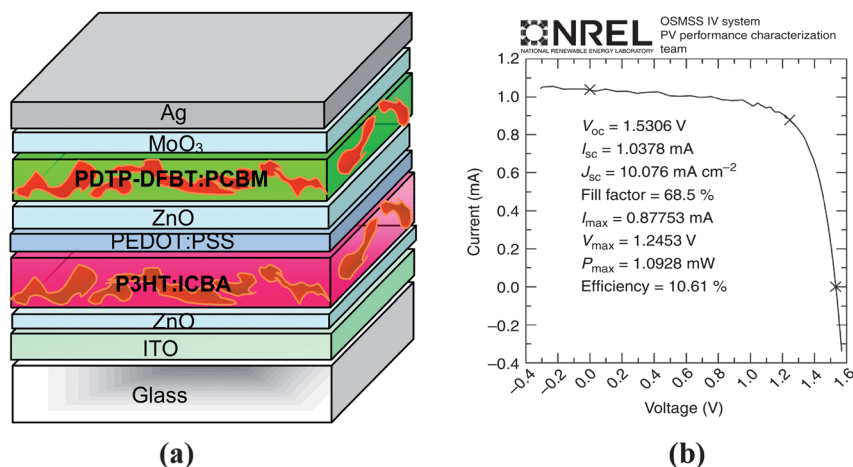 Ag
MoO₃
PDTP-DFBT:PCBM
ZnO
PEDOT:PSS
P3HT:ICBA
ZnO
ITO
Glass
(a)
NREL
NATIONAL RENEWABLE ENERGY LABORATORY
OSMSS IV system
PV performance characterization
team
1.2
1.0
0.8
0.6
0.4
0.2
0.0
−0.2
−0.4
Current (mA)
Voc = 1.5306 V
Isc = 1.0378 mA
Jsc = 10.076 mA cm⁻²
Fill factor = 68.5 %
Imax = 0.87753 mA
Vmax = 1.2453 V
Pmax = 1.0928 mW
Efficiency = 10.61 %
−0.4 −0.2 0.0 0.2 0.4 0.6 0.8 1.0 1.2 1.4 1.6
Voltage (V)
(b)